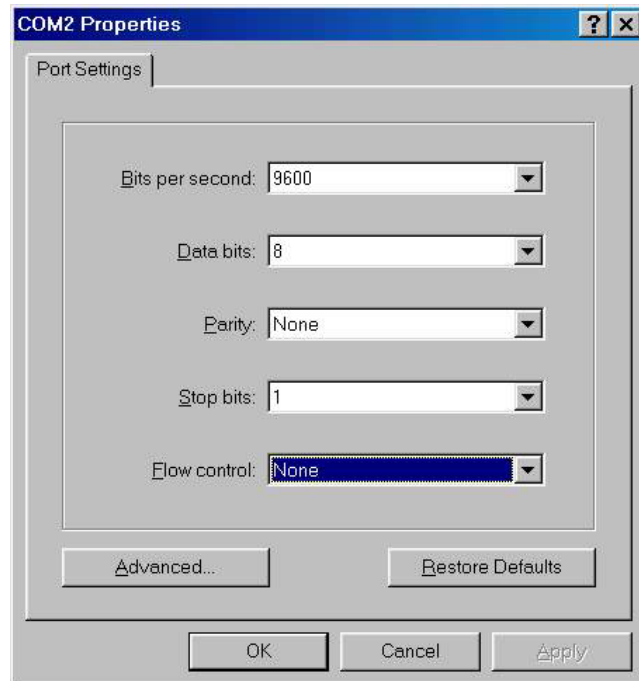 COM2 Properties
Port Settings
Bits per second: 9600
Data bits: 8
Parity: None
Stop bits: 1
Flow control: None
Advanced... Restore Defaults
OK Cancel Apply